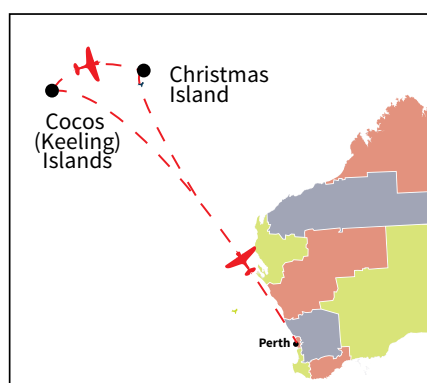 Christmas
Island
Cocos
(Keeling)
Islands
Perth